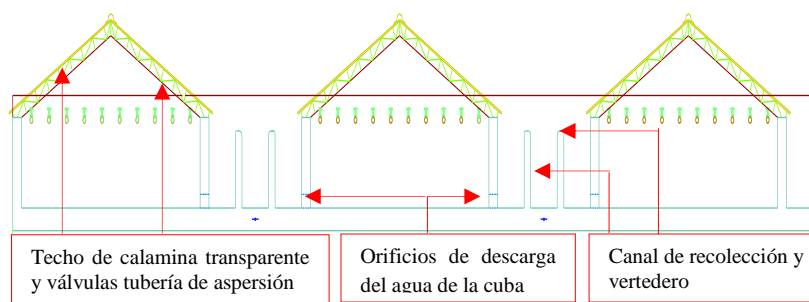 Techo de calamina transparente
y válvulas tubería de aspersión
Orificios de descarga
del agua de la cuba
Canal de recolección y
vertedero